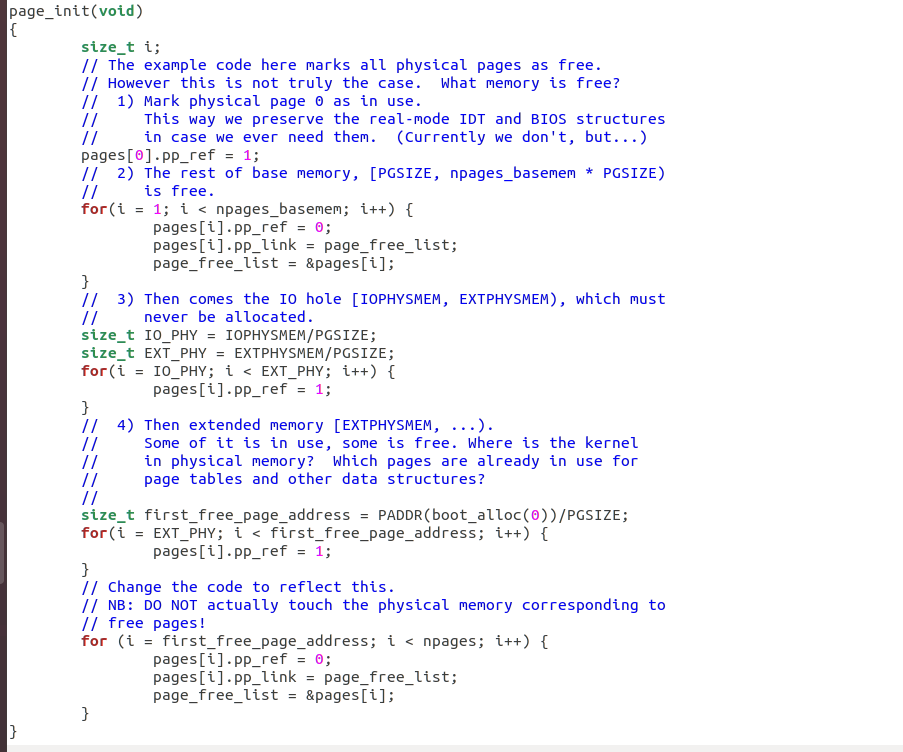 page_init(void)
{
        size_t i;
        // The example code here marks all physical pages as free.
        // However this is not truly the case.  What memory is free?
        //  1) Mark physical page 0 as in use.
        //     This way we preserve the real-mode IDT and BIOS structures
        //     in case we ever need them.  (Currently we don't, but...)
        pages[0].pp_ref = 1;
        //  2) The rest of base memory, [PGSIZE, npages_basemem * PGSIZE)
        //     is free.
        for(i = 1; i < npages_basemem; i++) {
                pages[i].pp_ref = 0;
                pages[i].pp_link = page_free_list;
                page_free_list = &pages[i];
        }
        //  3) Then comes the IO hole [IOPHYSMEM, EXTPHYSMEM), which must
        //     never be allocated.
        size_t IO_PHY = IOPHYSMEM/PGSIZE;
        size_t EXT_PHY = EXTPHYSMEM/PGSIZE;
        for(i = IO_PHY; i < EXT_PHY; i++) {
                pages[i].pp_ref = 1;
        }
        //  4) Then extended memory [EXTPHYSMEM, ...).
        //     Some of it is in use, some is free. Where is the kernel
        //     in physical memory?  Which pages are already in use for
        //     page tables and other data structures?
        //
        size_t first_free_page_address = PADDR(boot_alloc(0))/PGSIZE;
        for(i = EXT_PHY; i < first_free_page_address; i++) {
                pages[i].pp_ref = 1;
        }
        // Change the code to reflect this.
        // NB: DO NOT actually touch the physical memory corresponding to
        // free pages!
        for (i = first_free_page_address; i < npages; i++) {
                pages[i].pp_ref = 0;
                pages[i].pp_link = page_free_list;
                page_free_list = &pages[i];
        }
}